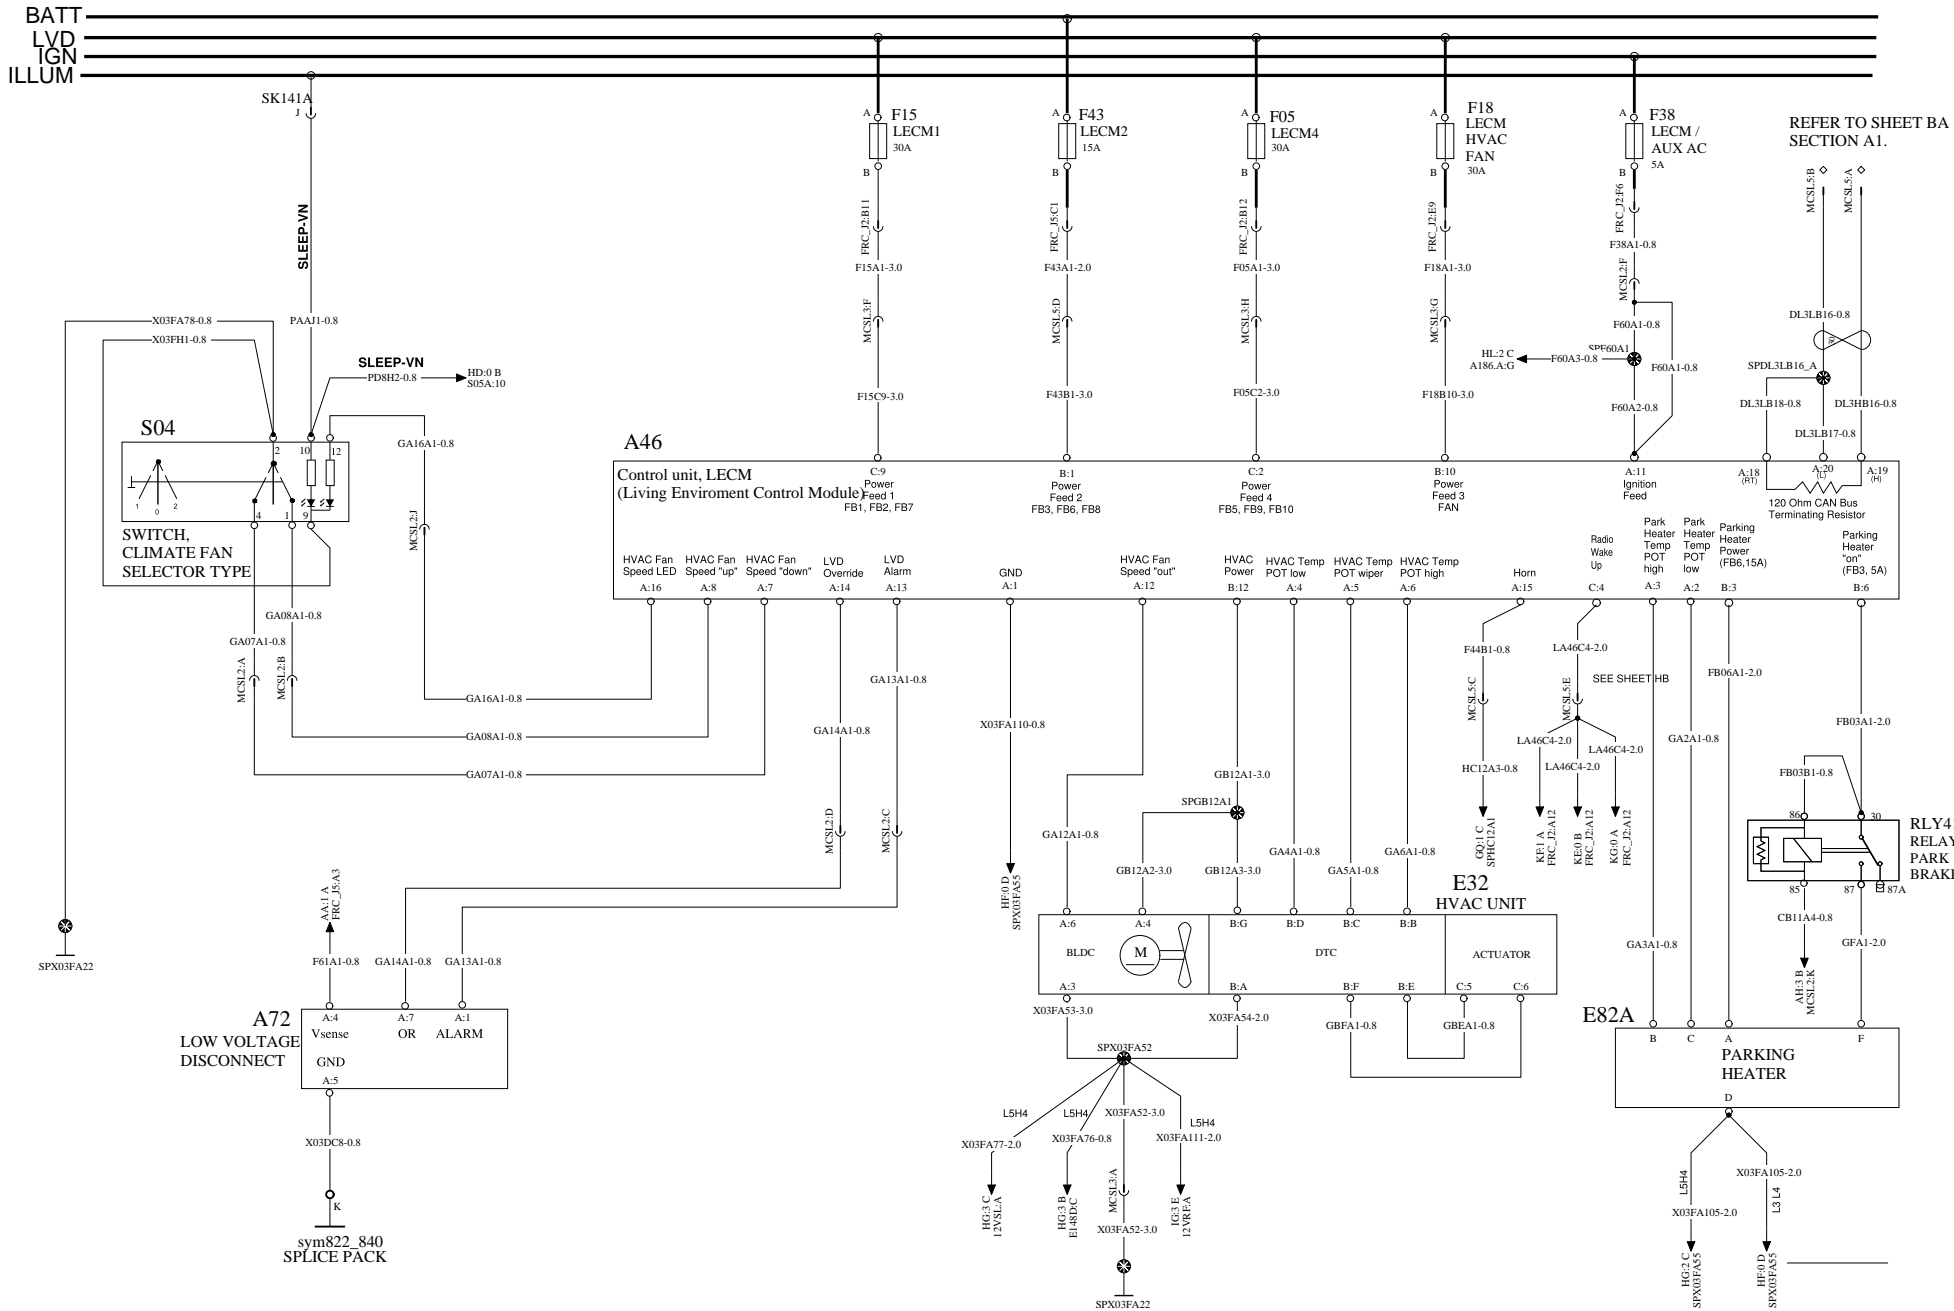 BATT
LVD
IGN
ILLUM
SK141A
J
SLEEP-VN
PAAJ1-0.8
X03FA78-0.8
X03FH1-0.8
SLEEP-VN
PD8H2-0.8
HD:0 B
S05A:10
S04
2
10
12
1
0
2
4
1
9
SWITCH,
CLIMATE FAN
SELECTOR TYPE
GA16A1-0.8
MCSL2:J
GA08A1-0.8
GA07A1-0.8
MCSL2:A
MCSL2:B
GA16A1-0.8
GA08A1-0.8
GA07A1-0.8
SPX03FA22
A
F15
LECM1
30A
B
FRC_J2:B11
F15A1-3.0
MCSL3:F
F15C9-3.0
A
F43
LECM2
15A
B
FRC_J5:C1
F43A1-2.0
MCSL5:D
F43B1-3.0
A
F05
LECM4
30A
B
FRC_J2:B12
F05A1-3.0
MCSL3:H
F05C2-3.0
A
F18
LECM
HVAC
FAN
30A
B
FRC_J2:E9
F18A1-3.0
MCSL3:G
F18B10-3.0
A
F38
LECM /
AUX AC
5A
B
FRC_J2:F6
F38A1-0.8
MCSL2:F
F60A1-0.8
SPF60A1
HL:2 C
A186.A:G
F60A3-0.8
F60A1-0.8
F60A2-0.8
REFER TO SHEET BA
SECTION A1.
MCSL5:B
MCSL5:A
DL3LB16-0.8
30
SPDL3LB16_A
DL3LB18-0.8
DL3HB16-0.8
DL3LB17-0.8
A46
Control unit, LECM
(Living Enviroment Control Module)
C:9
Power
Feed 1
FB1, FB2, FB7
B:1
Power
Feed 2
FB3, FB6, FB8
C:2
Power
Feed 4
FB5, FB9, FB10
B:10
Power
Feed 3
FAN
A:11
Ignition
Feed
A:18
(RT)
A:20
(L)
A:19
(H)
120 Ohm CAN Bus
Terminating Resistor
HVAC Fan
Speed LED
A:16
HVAC Fan
Speed "up"
A:8
HVAC Fan
Speed "down"
A:7
LVD
Override
A:14
LVD
Alarm
A:13
GND
A:1
HVAC Fan
Speed "out"
A:12
HVAC
Power
B:12
HVAC Temp
POT low
A:4
HVAC Temp
POT wiper
A:5
HVAC Temp
POT high
A:6
Horn
A:15
Radio
Wake
Up
C:4
Park
Heater
Temp
POT
high
A:3
Park
Heater
Temp
POT
low
A:2
Parking
Heater
Power
(FB6,15A)
B:3
Parking
Heater
"on"
(FB3, 5A)
B:6
GA14A1-0.8
MCSL2:D
GA13A1-0.8
MCSL2:C
X03FA110-0.8
HF:0 D
SPX03FA55
GA12A1-0.8
GB12A1-3.0
SPGB12A1
GB12A2-3.0
GB12A3-3.0
GA4A1-0.8
GA5A1-0.8
GA6A1-0.8
F44B1-0.8
MCSL5:C
HC12A3-0.8
GQ:1 C
SPHC12A1
LA46C4-2.0
SEE SHEET HB
MCSL5:E
LA46C4-2.0
LA46C4-2.0
LA46C4-2.0
KF:1 A
FRC_J2:A12
KE:0 B
FRC_J2:A12
KG:0 A
FRC_J2:A12
FB06A1-2.0
GA2A1-0.8
GA3A1-0.8
FB03A1-2.0
FB03B1-0.8
86
30
85
87
87A
RELAY
PARK
CB11A4-0.8
GFA1-2.0
AH:3 B
MCSL2:K
E32
HVAC UNIT
A:6
A:4
B:G
B:D
B:C
B:B
BLDC
M
DTC
ACTUATOR
A:3
B:A
B:F
B:E
C:5
C:6
X03FA53-3.0
X03FA54-2.0
GBFA1-0.8
GBEA1-0.8
SPX03FA52
L5H4
X03FA77-2.0
L5H4
X03FA76-0.8
X03FA52-3.0
L5H4
X03FA111-2.0
HG:3 C
12VSL:A
HG:3 B
E148D:C
MCSL3:A
IG:3 E
12VRF:A
X03FA52-3.0
SPX03FA22
E82A
B
C
A
F
PARKING
HEATER
D
L5H4
X03FA105-2.0
X03FA105-2.0
L3 L4
HG:2 C
SPX03FA55
HF:0 D
SPX03FA55
AA:1 A
FRC_J5:A3
F61A1-0.8
GA14A1-0.8
GA13A1-0.8
A72
LOW VOLTAGE
DISCONNECT
A:4
Vsense
A:7
OR
A:1
ALARM
GND
A:5
X03DC8-0.8
K
sym822_840
SPLICE PACK